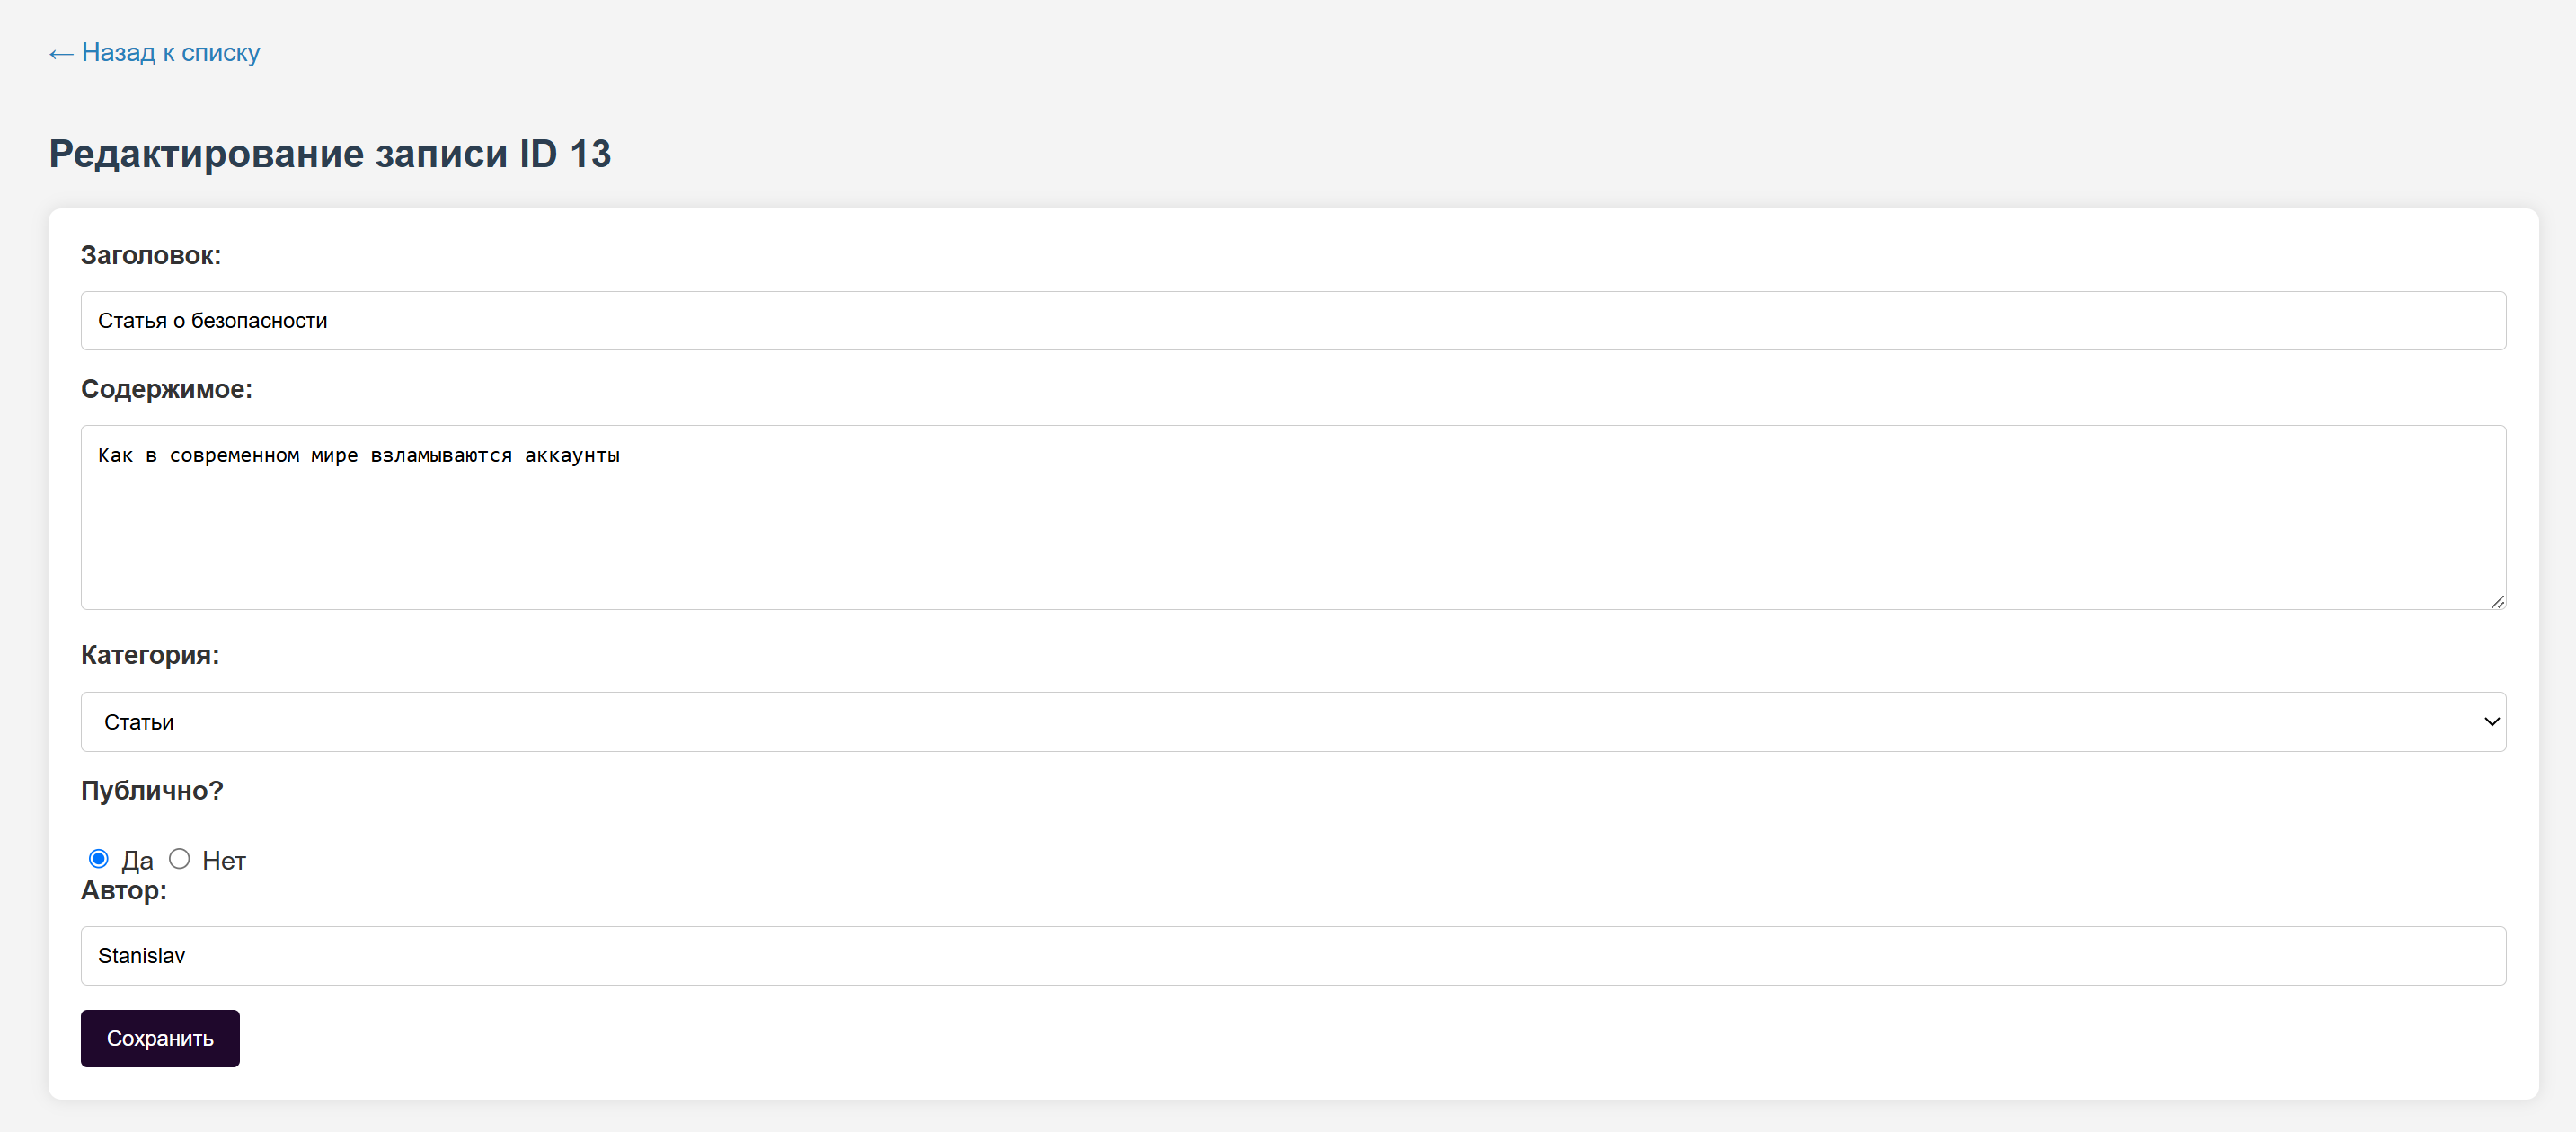 ← Назад к списку
Редактирование записи ID 13
Заголовок:
Статья о безопасности
Содержимое:
Как в современном мире взламываются аккаунты
Категория:
Статьи
Публично?
Да Нет
Автор:
Stanislav
Сохранить